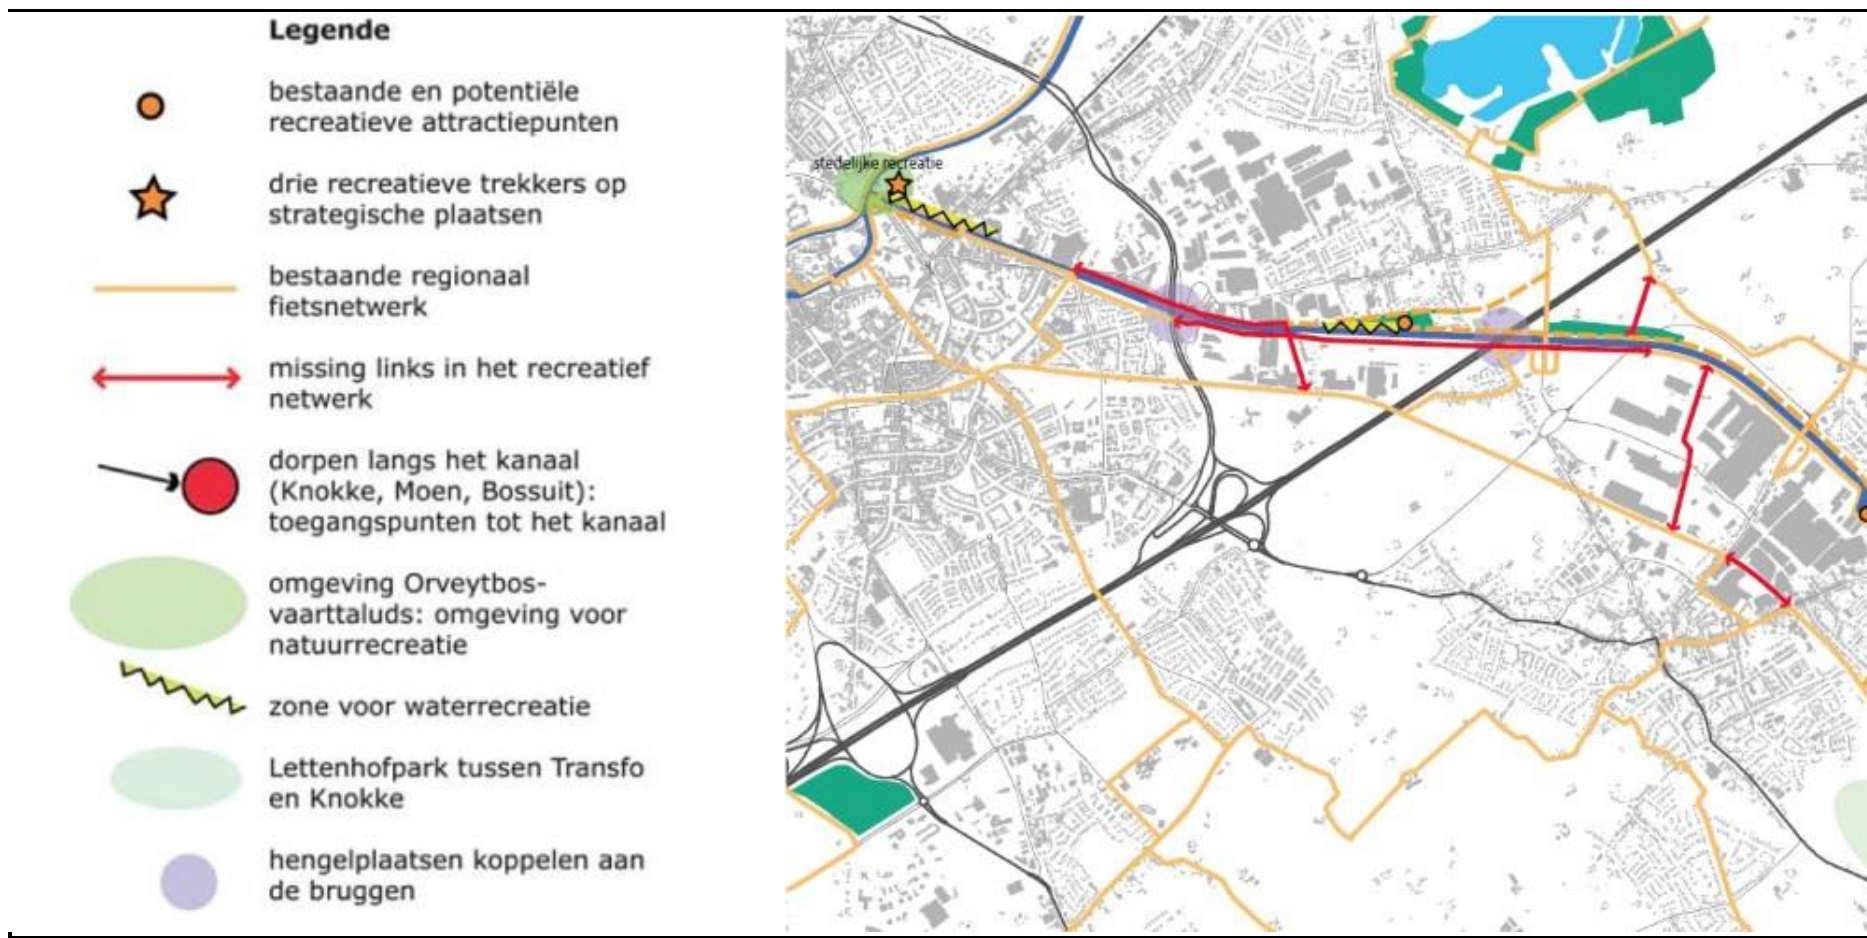 Legende
bestaande en potentiële
recreatieve attractiepunten
drie recreatieve trekkers op
strategische plaatsen
bestaande regionaal
fietsnetwerk
missing links in het recreatief
netwerk
dorpen langs het kanaal
(Knokke, Moen, Bossuit):
toegangspunten tot het kanaal
omgeving Orveytbos-
vaarttaluds: omgeving voor
natuurrecreatie
zone voor waterrecreatie
Lettenhofpark tussen Transfo
en Knokke
hengelplaatsen koppelen aan
de bruggen
stedelijke recreatie